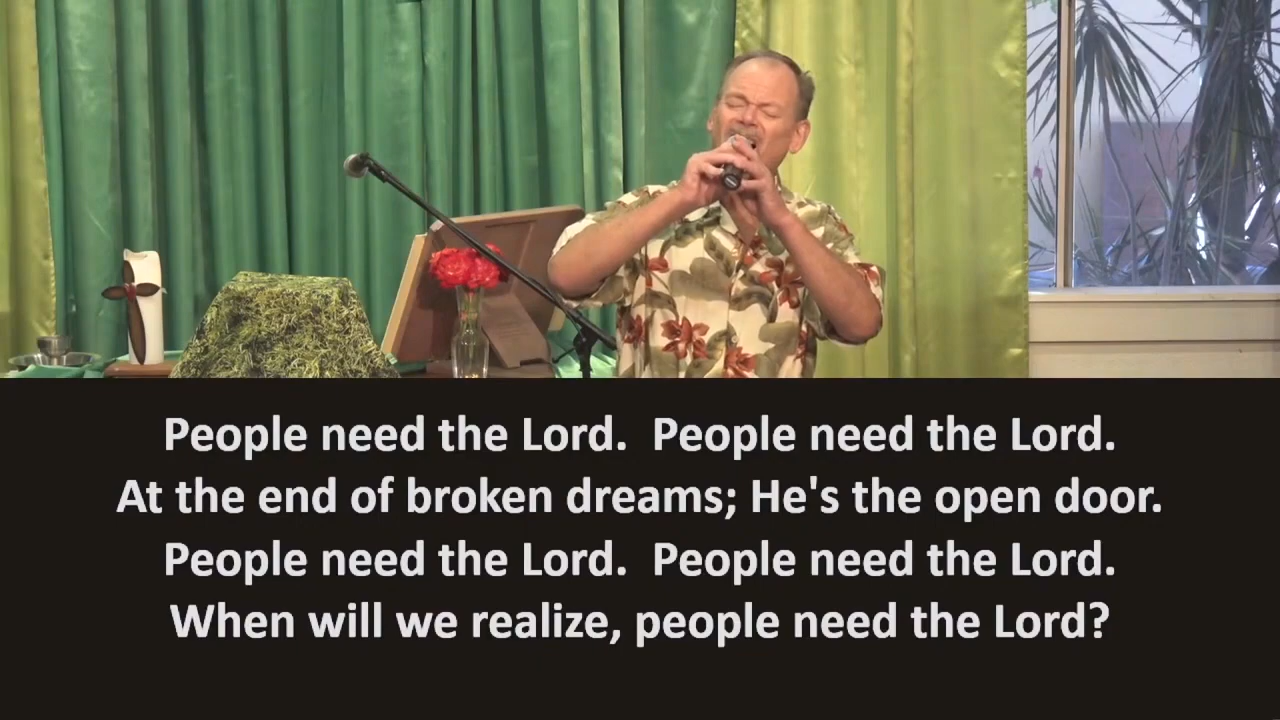 People need the Lord.  People need the Lord.
At the end of broken dreams; He's the open door.
People need the Lord.  People need the Lord.
When will we realize, people need the Lord?